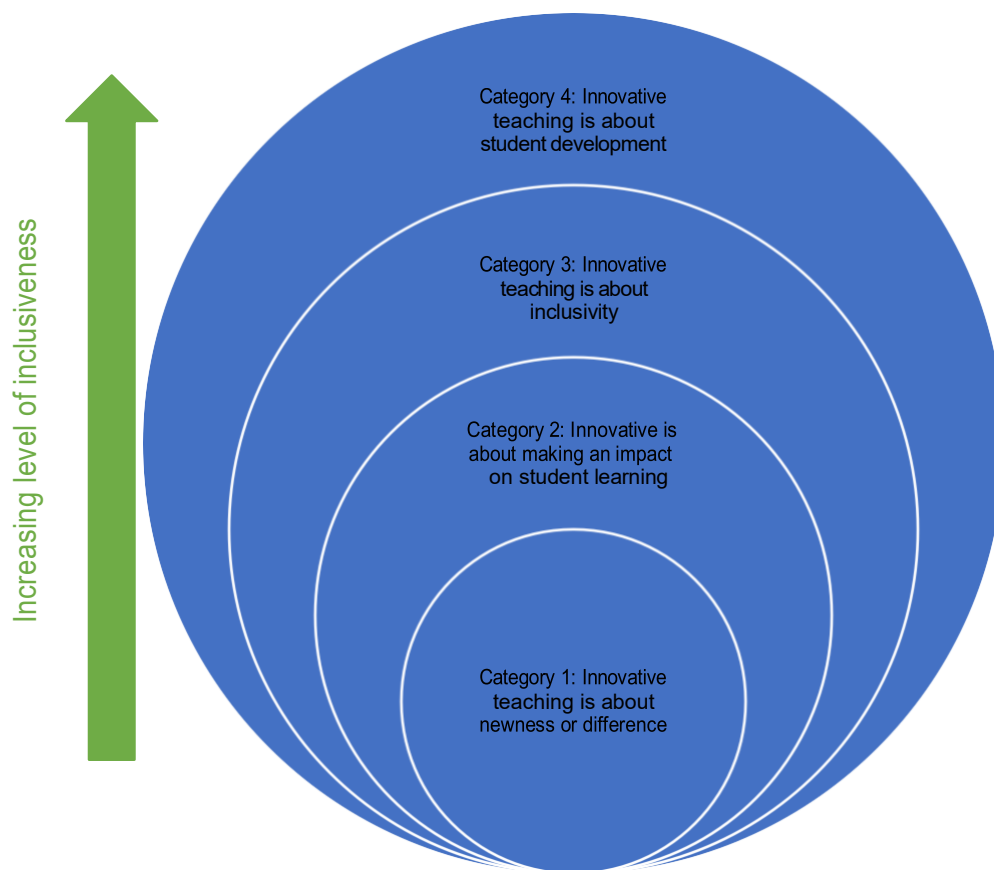 Category 4: Innovative
teaching is about
student development
Category 3: Innovative
teaching is about
inclusivity
Category 2: Innovative is
about making an impact
on student learning
Category 1: Innovative
teaching is about
newness or difference
Increasing level of inclusiveness